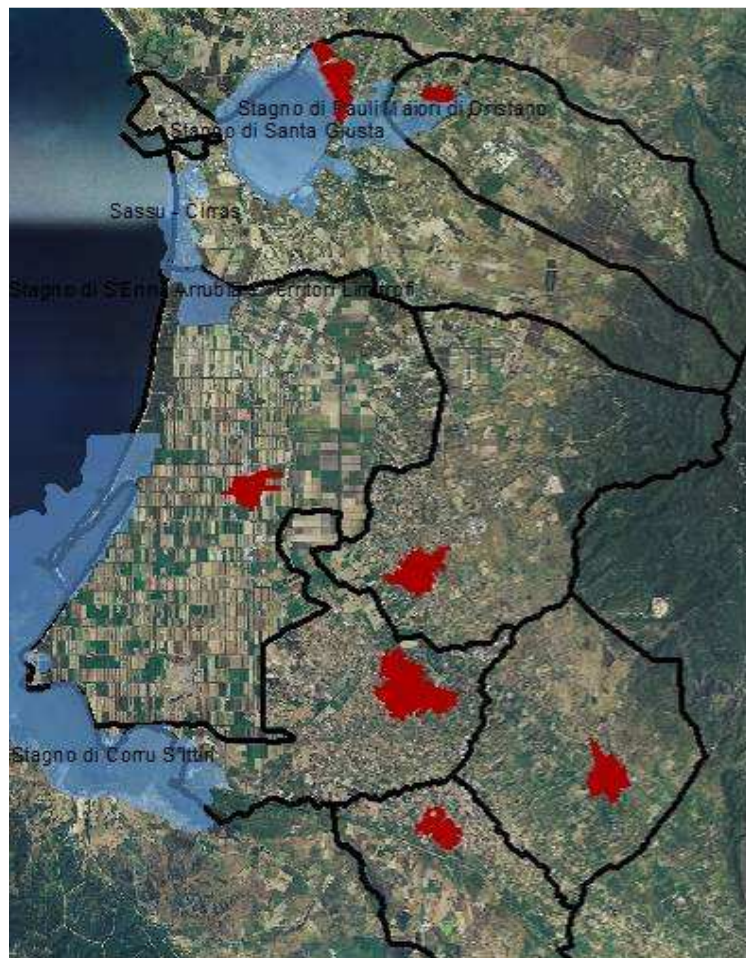 Stagno di Pauli Maiori di Oristano
Stagno di Santa Giusta
Sassu - Cirras
Stagno di S'Ena Arrubia e Territori Limitrofi
Stagno di Corru S'Ittiri